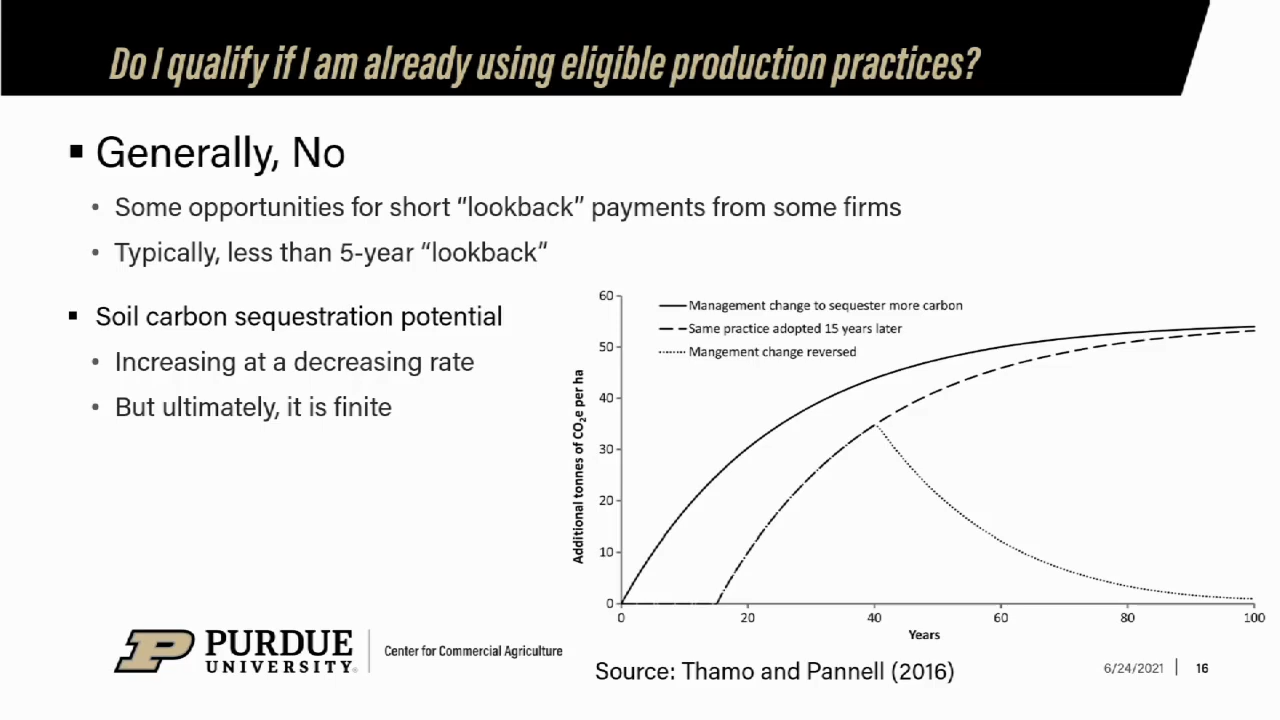 Do I qualify if I am already using eligible production practices?
▪ Generally, No
• Some opportunities for short “lookback” payments from some firms
• Typically, less than 5-year “lookback”
▪ Soil carbon sequestration potential
• Increasing at a decreasing rate
• But ultimately, it is finite
Management change to sequester more carbon
Same practice adopted 15 years later
Mangement change reversed
Additional tonnes of CO₂e per ha
60
50
40
30
20
10
0
0 20 40 60 80 100
Years
P PURDUE
UNIVERSITY.
Center for Commercial Agriculture
Source: Thamo and Pannell (2016)
6/24/2021 | 16